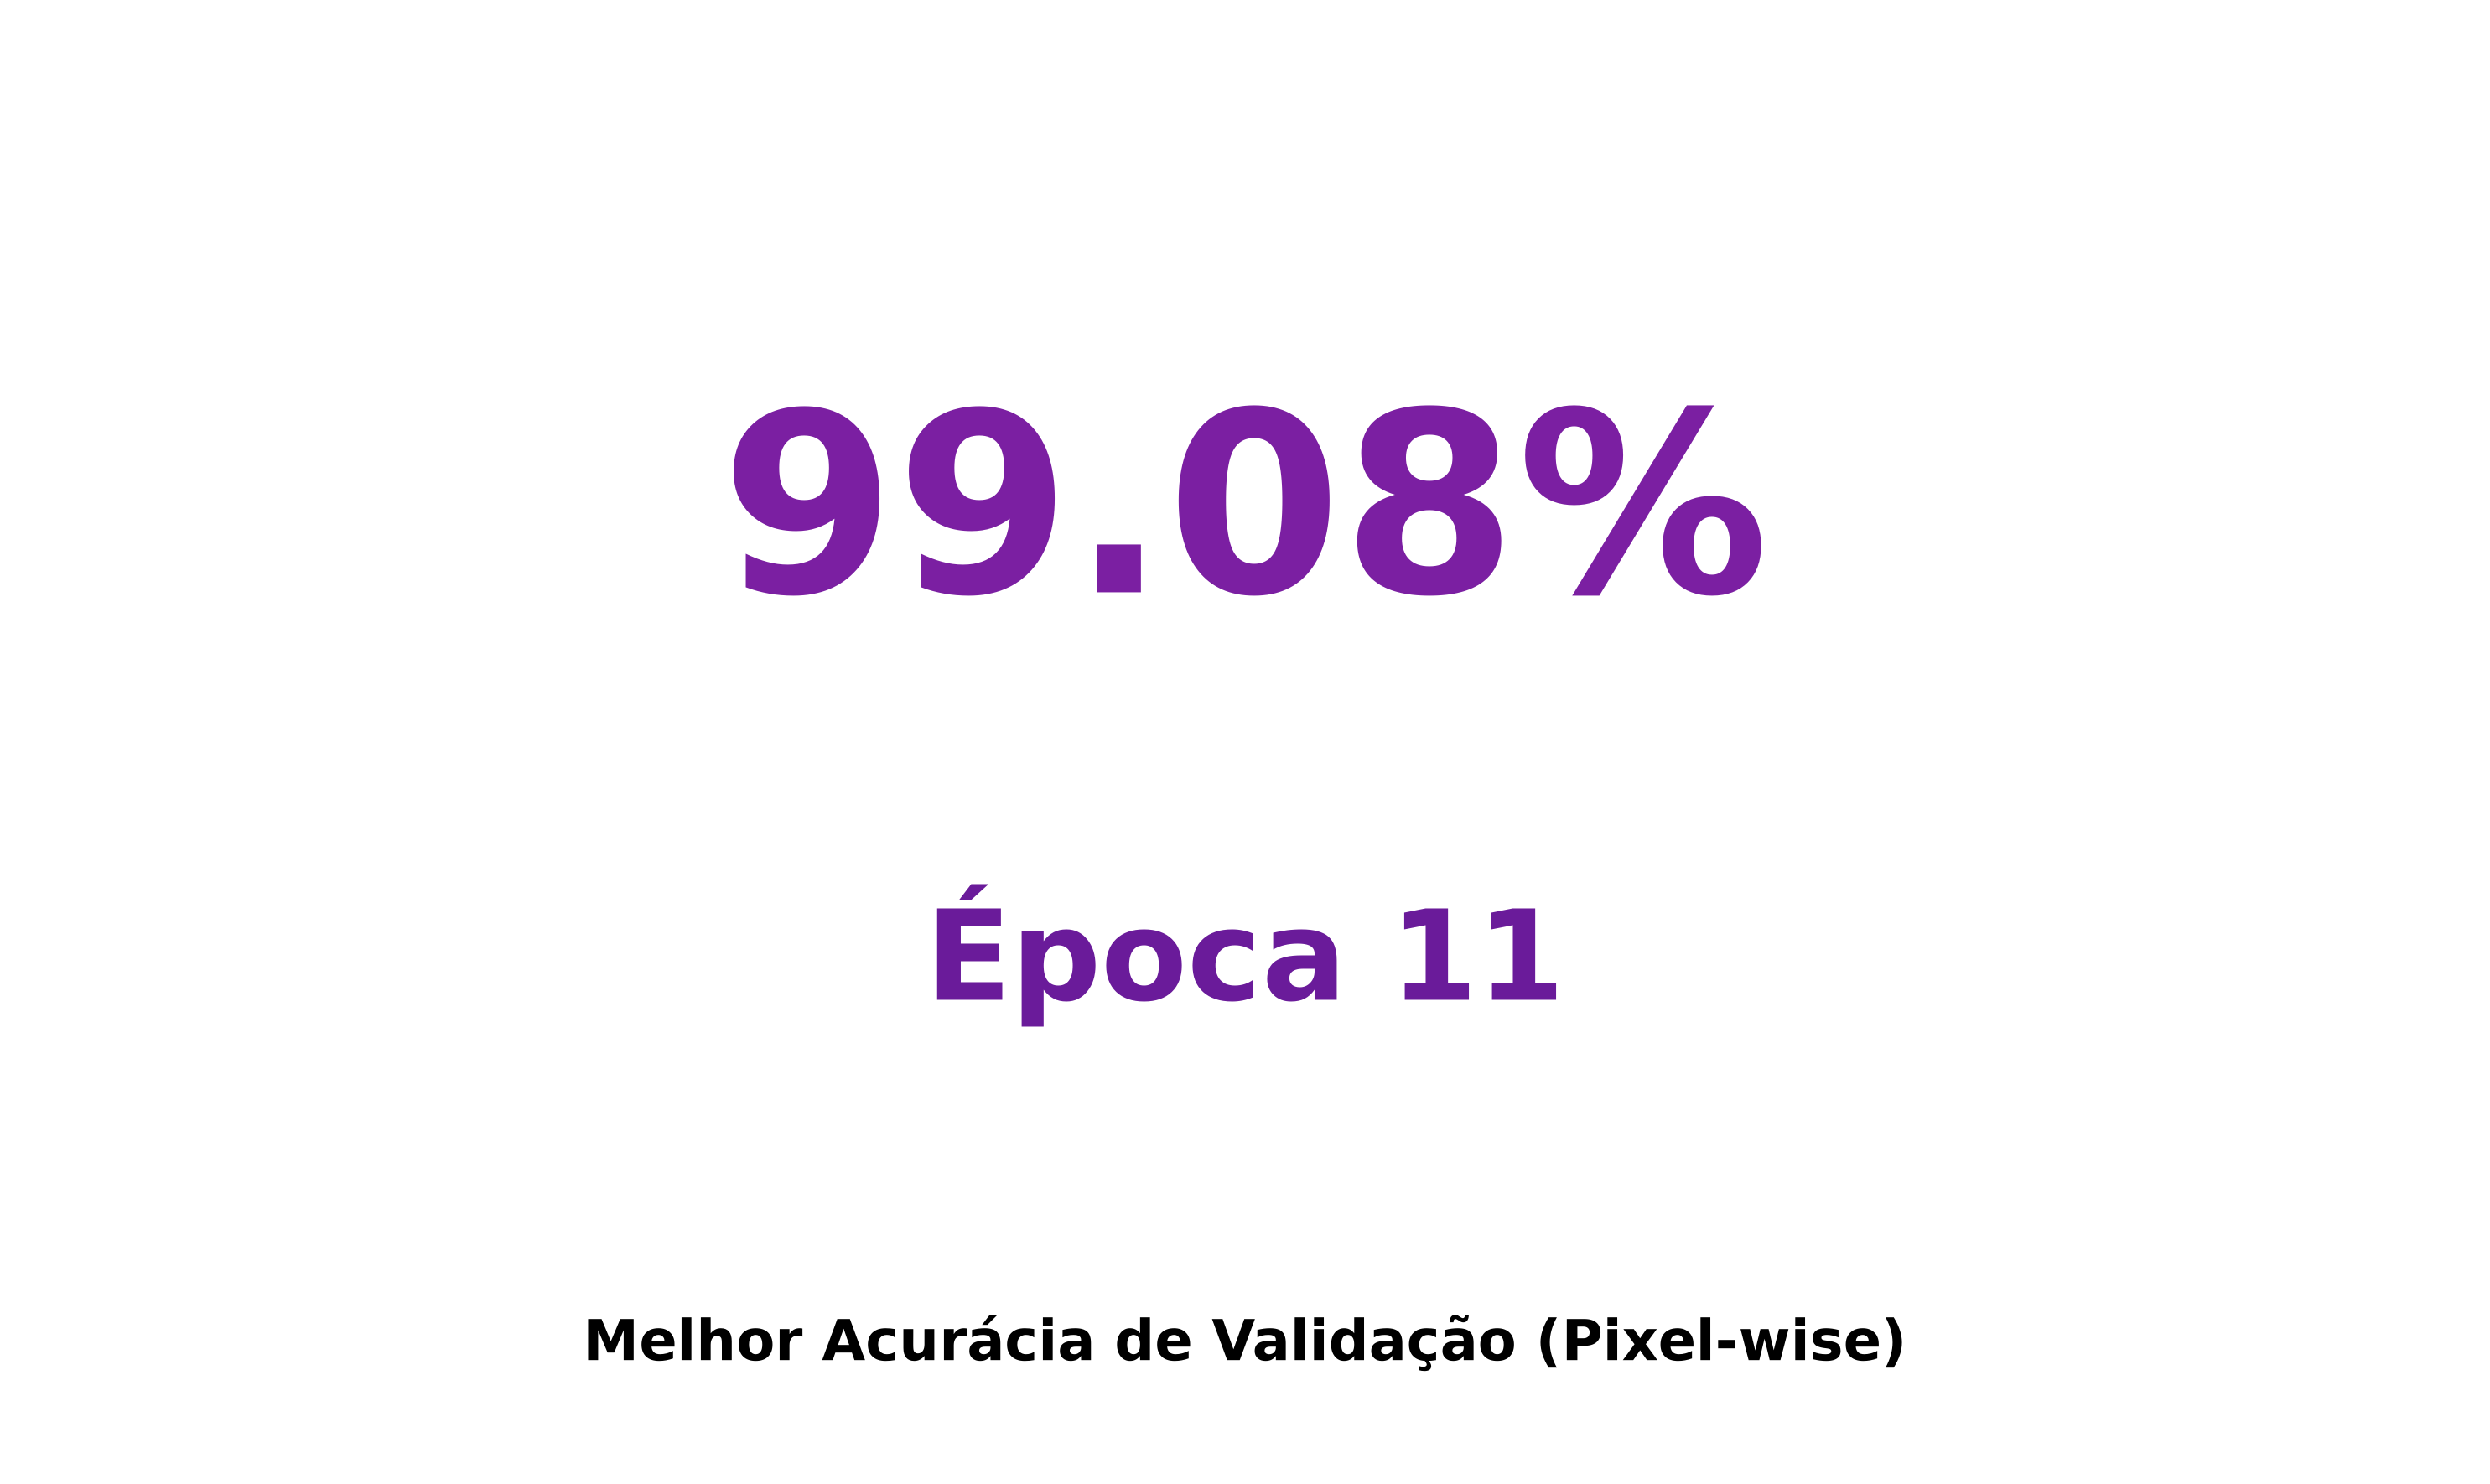 99.08%
Época 11
Melhor Acurácia de Validação (Pixel-wise)